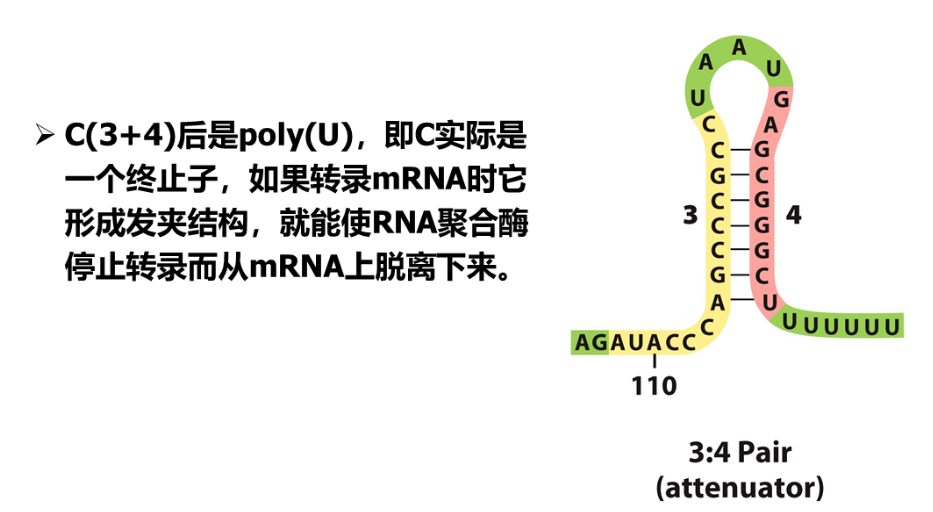 ➢ C(3+4)后是poly(U)，即C实际是
一个终止子，如果转录mRNA时它
形成发夹结构，就能使RNA聚合酶
停止转录而从mRNA上脱离下来。
A A
U U
C G
C A
C G
G C
C G
C G
C G
G C
A U
3 4
AGAUACC C UUUUUUU
110
3:4 Pair
(attenuator)